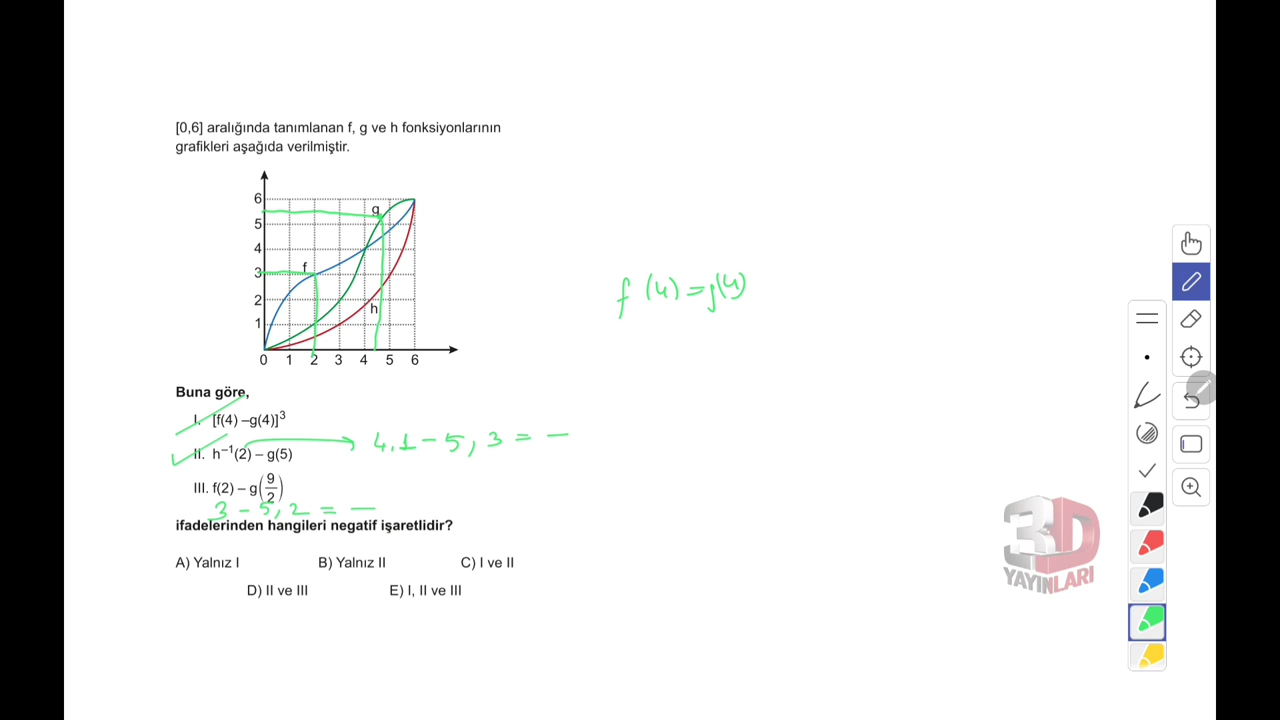 [0,6] aralığında tanımlanan f, g ve h fonksiyonlarının
grafikleri aşağıda verilmiştir.
6
5
4
3
2
1
g
f
h
0 1 2 3 4 5 6
f (4) = g(4)
Buna göre,
I. [f(4) –g(4)]³
II. h⁻¹(2) – g(5)
4,1 - 5,3 = -
III. f(2) – g(9/2)
3 - 5,2 = -
ifadelerinden hangileri negatif işaretlidir?
A) Yalnız I B) Yalnız II C) I ve II
D) II ve III E) I, II ve III
3D
YAYINLARI